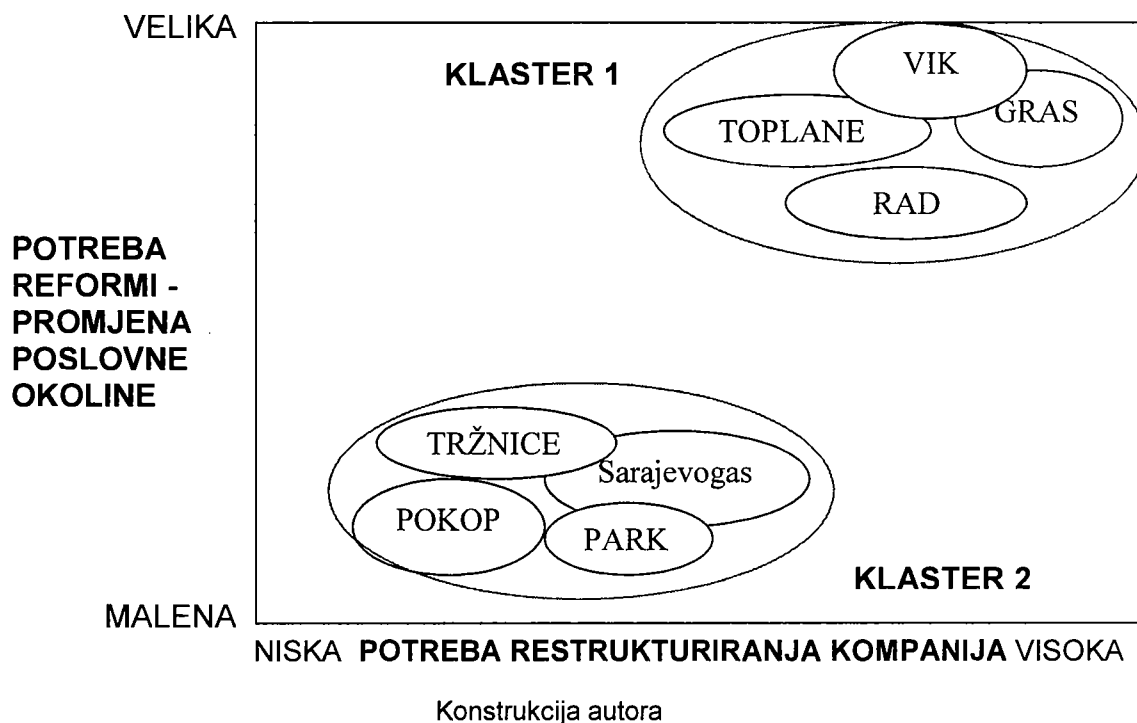 VELIKA
KLASTER 1
VIK
GRAS
TOPLANE
RAD
POTREBA
REFORMI -
PROMJENA
POSLOVNE
OKOLINE
TRŽNICE
Sarajevogas
POKOP
PARK
KLASTER 2
MALENA
NISKA POTREBA RESTRUKTURIRANJA KOMPANIJA VISOKA
Konstrukcija autora